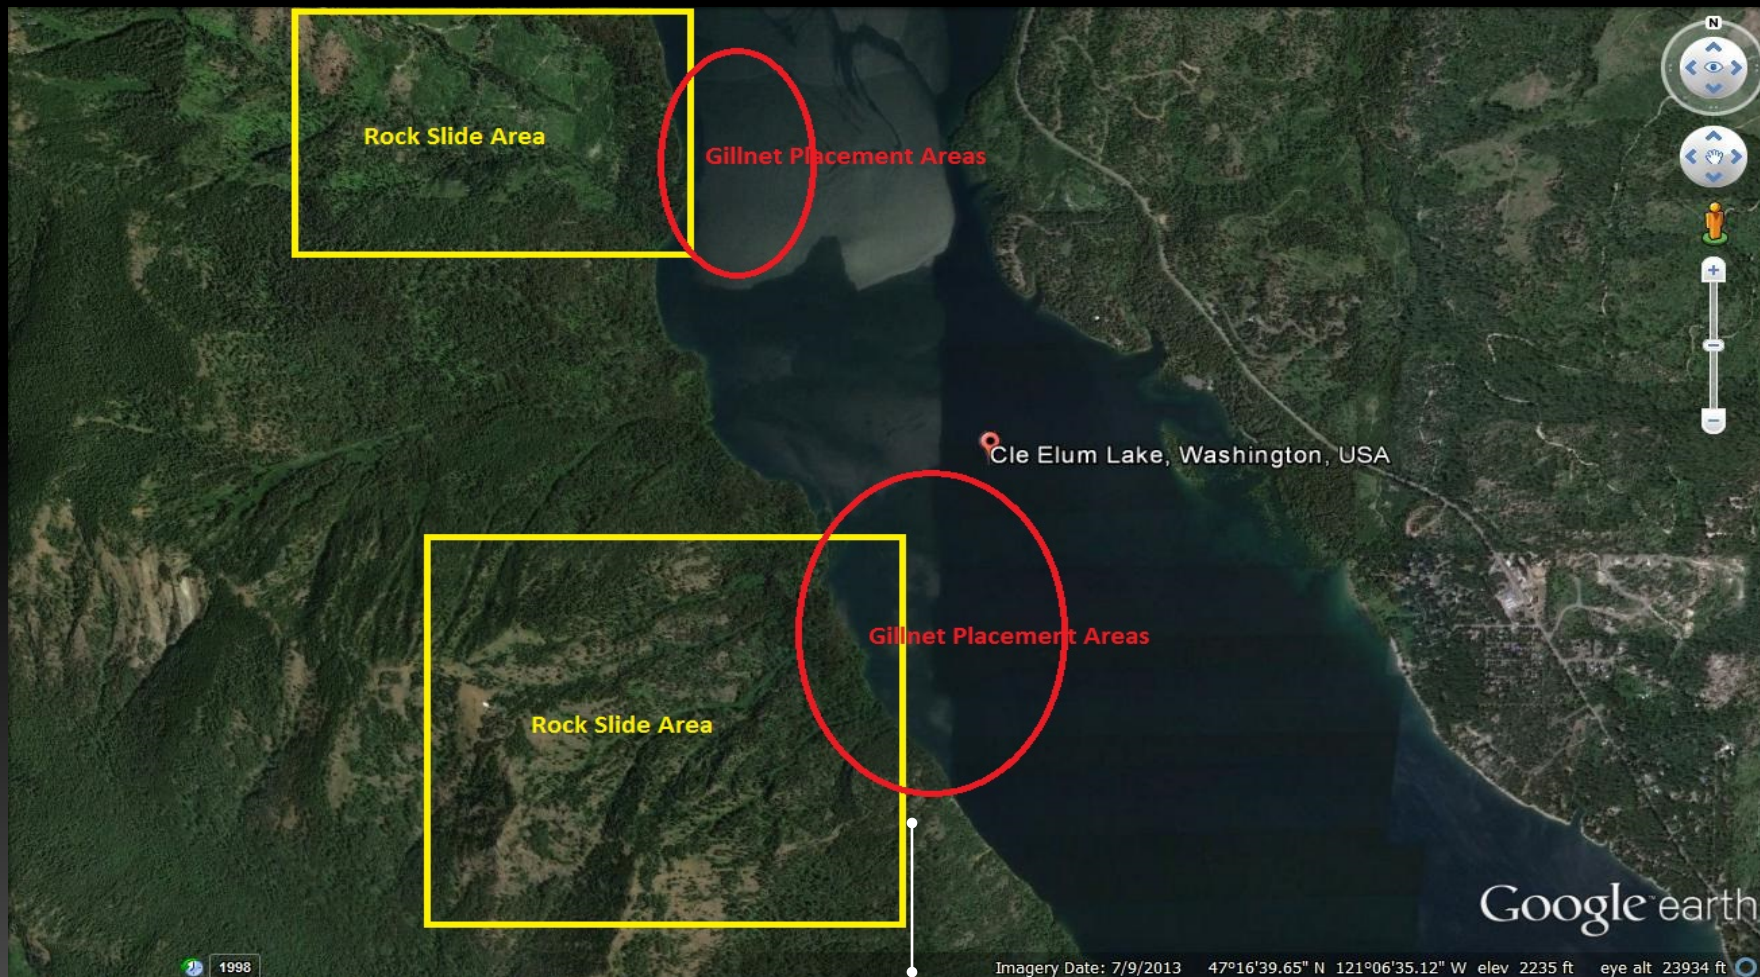 N
Rock Slide Area
Gillnet Placement Areas
Cle Elum Lake, Washington, USA
Gillnet Placement Areas
Rock Slide Area
Google earth
1998
Imagery Date: 7/9/2013 47°16'39.65" N 121°06'35.12" W elev 2235 ft eye alt 23934 ft